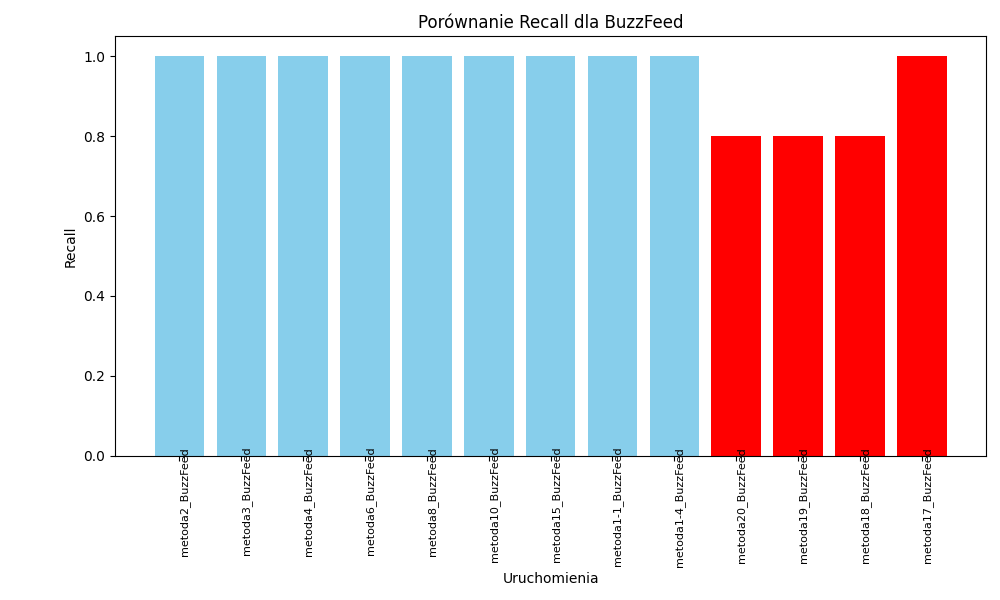 Porównanie Recall dla BuzzFeed
Recall
1.0
0.8
0.6
0.4
0.2
0.0
metoda2_BuzzFeed
metoda3_BuzzFeed
metoda4_BuzzFeed
metoda6_BuzzFeed
metoda8_BuzzFeed
metoda10_BuzzFeed
metoda15_BuzzFeed
metoda1-1_BuzzFeed
metoda1-4_BuzzFeed
metoda20_BuzzFeed
metoda19_BuzzFeed
metoda18_BuzzFeed
metoda17_BuzzFeed
Uruchomienia